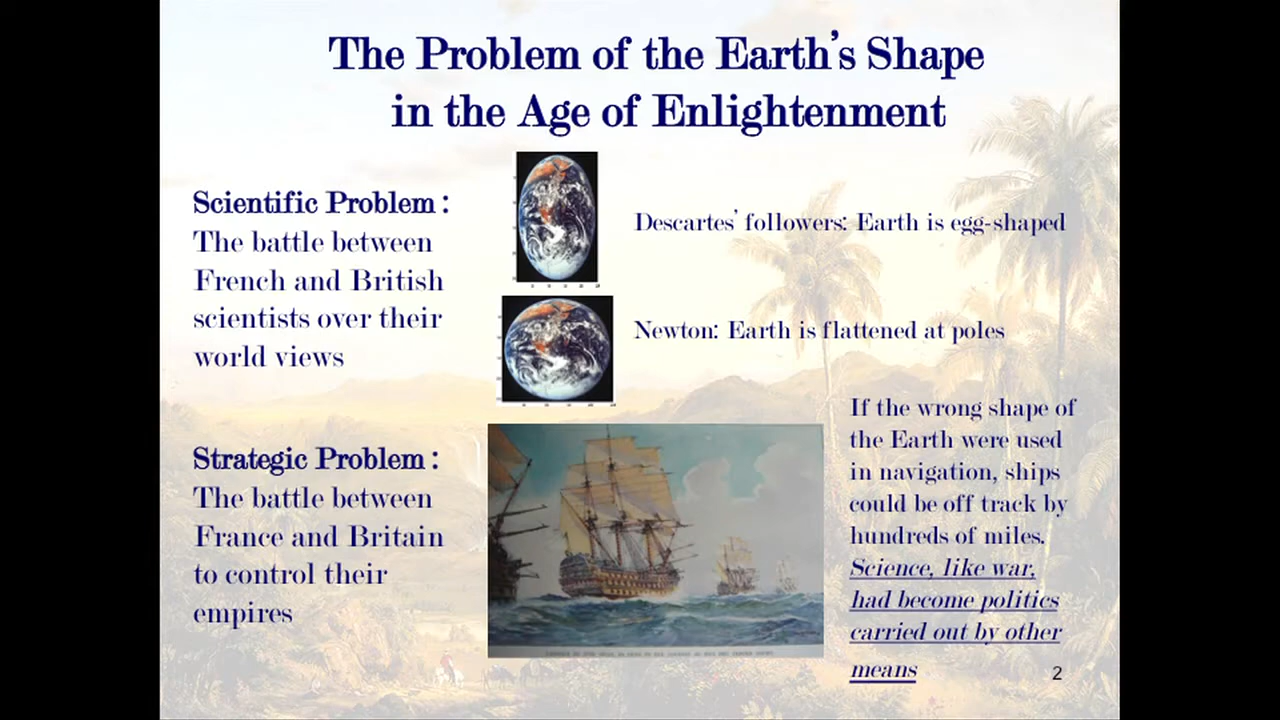 The Problem of the Earth's Shape
in the Age of Enlightenment
Scientific Problem :
The battle between
French and British
scientists over their
world views
Descartes' followers: Earth is egg-shaped
Newton: Earth is flattened at poles
Strategic Problem :
The battle between
France and Britain
to control their
empires
If the wrong shape of
the Earth were used
in navigation, ships
could be off track by
hundreds of miles.
Science, like war,
had become politics
carried out by other
means
2